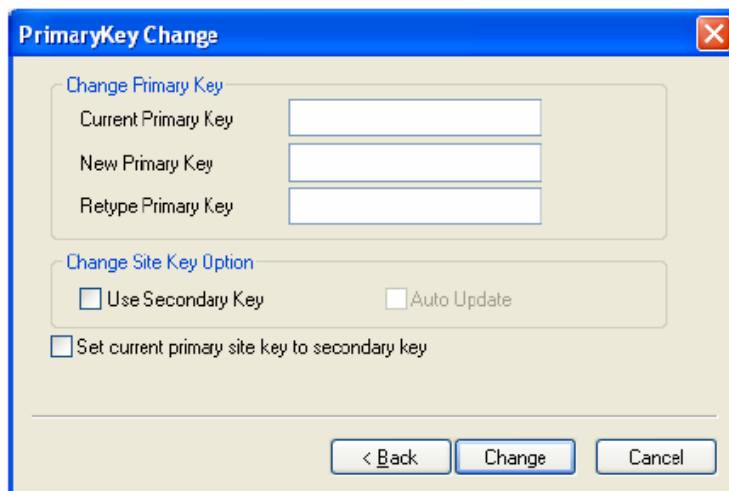 PrimaryKey Change
Change Primary Key
Current Primary Key
New Primary Key
Retype Primary Key
Change Site Key Option
Use Secondary Key Auto Update
Set current primary site key to secondary key
< Back Change Cancel